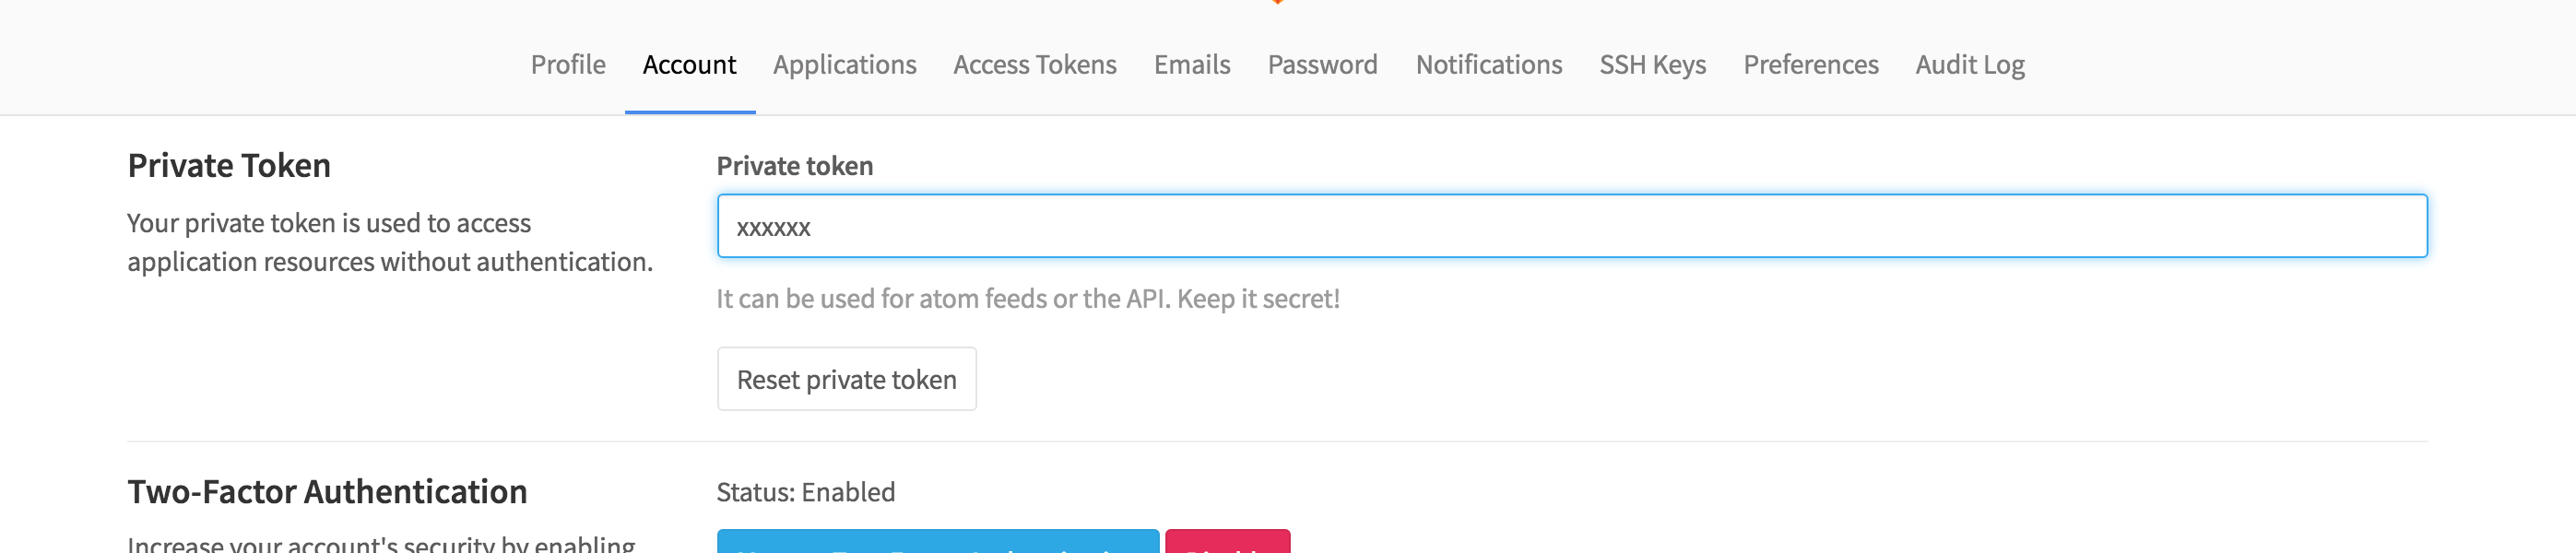 Profile Account Applications Access Tokens Emails Password Notifications SSH Keys Preferences Audit Log
Private Token
Your private token is used to access
application resources without authentication.
Private token
xxxxxx
It can be used for atom feeds or the API. Keep it secret!
Reset private token
Two-Factor Authentication
Increase your account's security by enabling
Status: Enabled